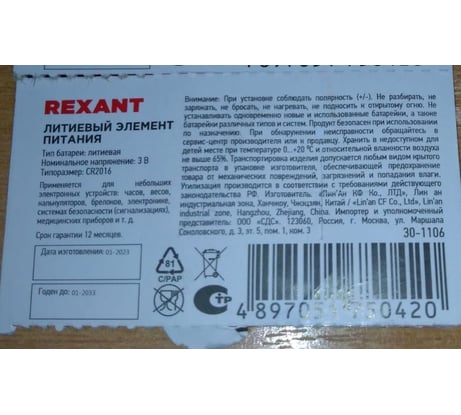 REXANT
ЛИТИЕВЫЙ ЭЛЕМЕНТ
ПИТАНИЯ
Тип батареи: литиевая
Номинальное напряжение: 3 В
Типоразмер: CR2016
Применяется для небольших
электронных устройств: часов, весов,
калькуляторов, брелоков, электронике,
системах безопасности (сигнализациях),
медицинских приборов и т. д.
Срок гарантии 12 месяцев.
Дата изготовления: 01-2023
Годен до: 01-2033
Внимание: При установке соблюдать полярность (+/-). Не разбирать, не
заряжать, не бросать, не нагревать, не подносить к открытому огню. Не
устанавливать одновременно новые и использованные батарейки, а также
батарейки различных типов и систем. Продукт безопасен при использовании
по назначению. При обнаружении неисправности обращайтесь в
сервис-центр производителя или к продавцу. Хранить в недоступном для
детей месте при температуре 0...+20 °C и относительной влажности воздуха
не выше 65%. Транспортировка изделия допускается любым видом крытого
транспорта в упаковке изготовителя, обеспечивающей предохранение
товара от механических повреждений, загрязнений и попадания влаги.
Утилизация производится в соответствии с требованиями действующего
законодательства РФ. Изготовитель: «Лин'Ан КФ Ко., ЛТД», Лин ан
индустриальная зона, Ханчжоу, Чжэцзян, Китай / «Lin'an CF Co., Ltd», Lin'an
industrial zone, Hangzhou, Zhejiang, China. Импортер и уполномоченный
представитель: ООО «СДС». 123060, Россия, г. Москва, ул. Маршала
Соколовского, д. 3, эт. 5, пом. 1, ком. 3
30-1106
81
C/PAP
4 897051 750420